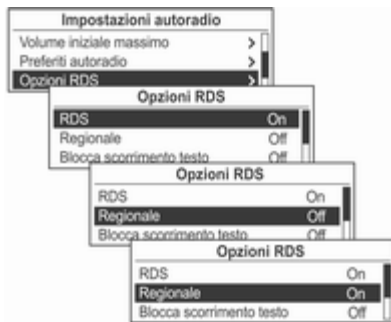 Impostazioni autoradio
Volume iniziale massimo >
Preferiti autoradio >
Opzioni RDS >
Opzioni RDS
RDS On
Regionale Off
Blocca scorrimento testo Off
Opzioni RDS
RDS On
Regionale Off
Blocca scorrimento testo Off
Opzioni RDS
RDS On
Regionale On
Blocca scorrimento testo Off